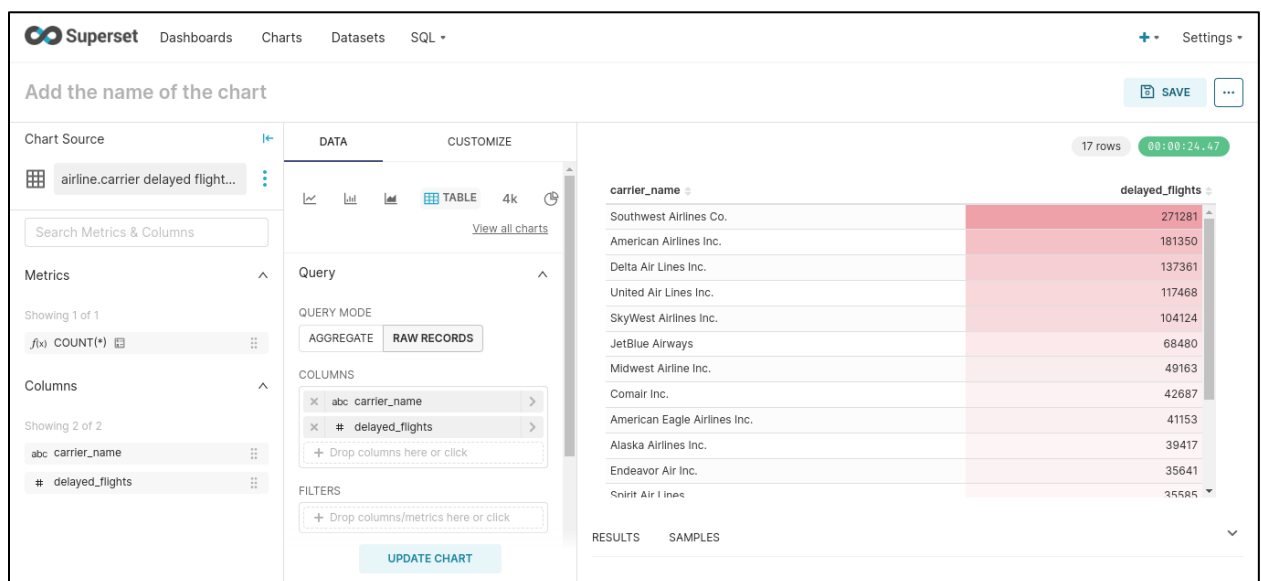 Superset Dashboards Charts Datasets SQL Settings
Add the name of the chart
SAVE
Chart Source
airline.carrier delayed flight...
Search Metrics & Columns
Metrics
Showing 1 of 1
f(x) COUNT(*)
Columns
Showing 2 of 2
abc carrier_name
# delayed_flights
DATA CUSTOMIZE
TABLE 4k
View all charts
Query
QUERY MODE
AGGREGATE RAW RECORDS
COLUMNS
abc carrier_name
# delayed_flights
+ Drop columns here or click
FILTERS
+ Drop columns/metrics here or click
UPDATE CHART
17 rows 00:00:24.47
carrier_name delayed_flights
Southwest Airlines Co. 271281
American Airlines Inc. 181350
Delta Air Lines Inc. 137361
United Air Lines Inc. 117468
SkyWest Airlines Inc. 104124
JetBlue Airways 68480
Midwest Airline Inc. 49163
Comair Inc. 42687
American Eagle Airlines Inc. 41153
Alaska Airlines Inc. 39417
Endeavor Air Inc. 35641
Spirit Air Lines 35585
RESULTS SAMPLES